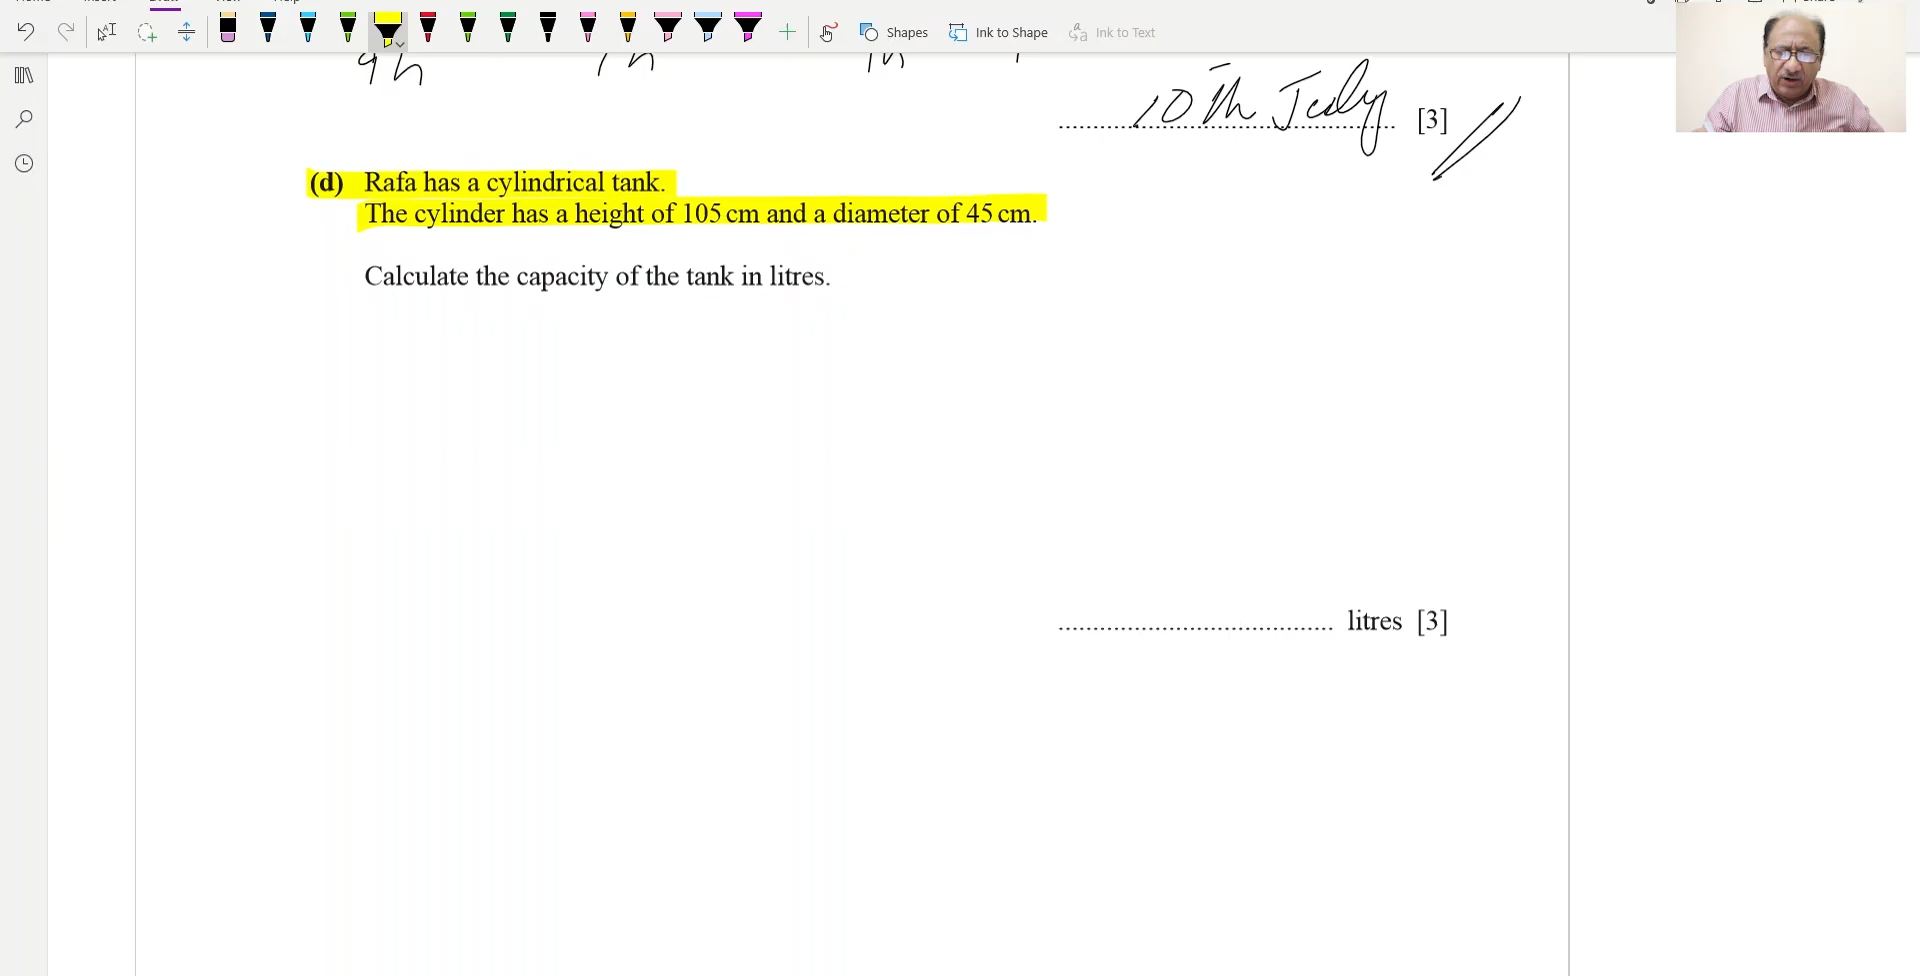 Shapes Ink to Shape Ink to Text
10th July [3]
(d) Rafa has a cylindrical tank.
The cylinder has a height of 105 cm and a diameter of 45 cm.
Calculate the capacity of the tank in litres.
.......................................... litres [3]